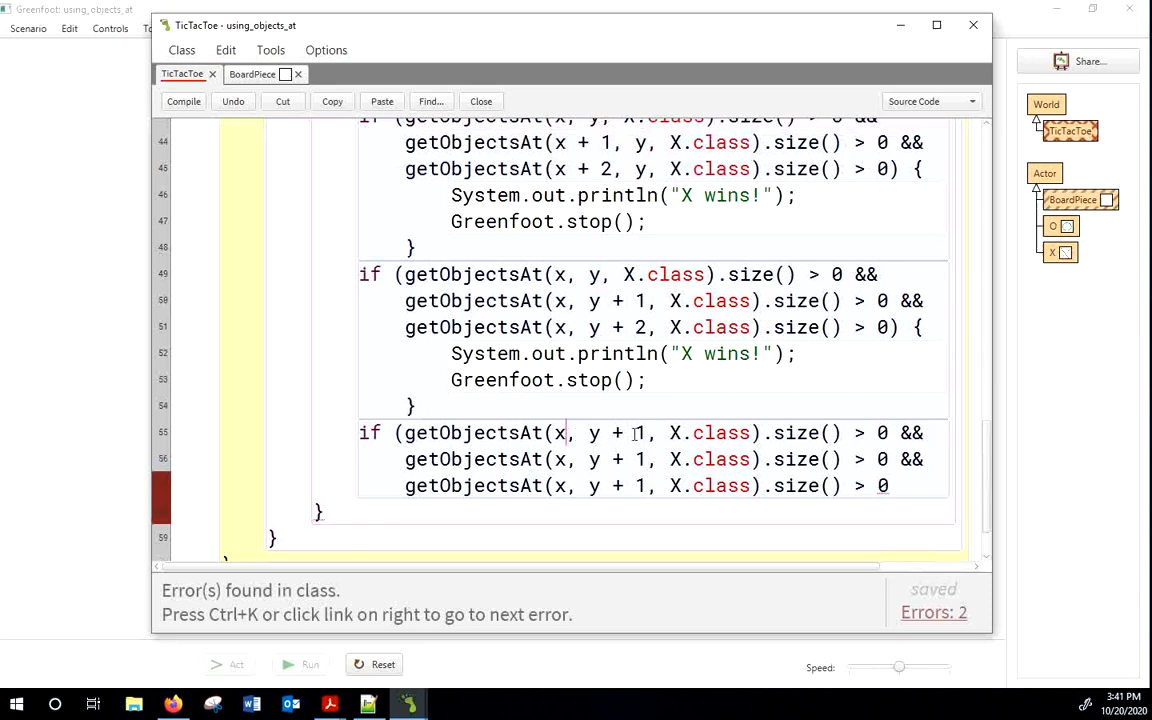 Greenfoot: using_objects_at
Scenario Edit Controls
TicTacToe - using_objects_at
Class Edit Tools Options
TicTacToe BoardPiece
Compile Undo Cut Copy Paste Find... Close Source Code
if (getObjectsAt(x, y, X.class).size() > 0 &&
44 getObjectsAt(x + 1, y, X.class).size() > 0 &&
45 getObjectsAt(x + 2, y, X.class).size() > 0) {
46 System.out.println("X wins!");
47 Greenfoot.stop();
48 }
49 if (getObjectsAt(x, y, X.class).size() > 0 &&
50 getObjectsAt(x, y + 1, X.class).size() > 0 &&
51 getObjectsAt(x, y + 2, X.class).size() > 0) {
52 System.out.println("X wins!");
53 Greenfoot.stop();
54 }
55 if (getObjectsAt(x, y + 1, X.class).size() > 0 &&
56 getObjectsAt(x, y + 1, X.class).size() > 0 &&
getObjectsAt(x, y + 1, X.class).size() > 0
}
59 }
Error(s) found in class.
Press Ctrl+K or click link on right to go to next error.
saved
Errors: 2
Share...
World
TicTacToe
Actor
BoardPiece
O
X
Act Run Reset Speed:
3:41 PM
10/20/2020